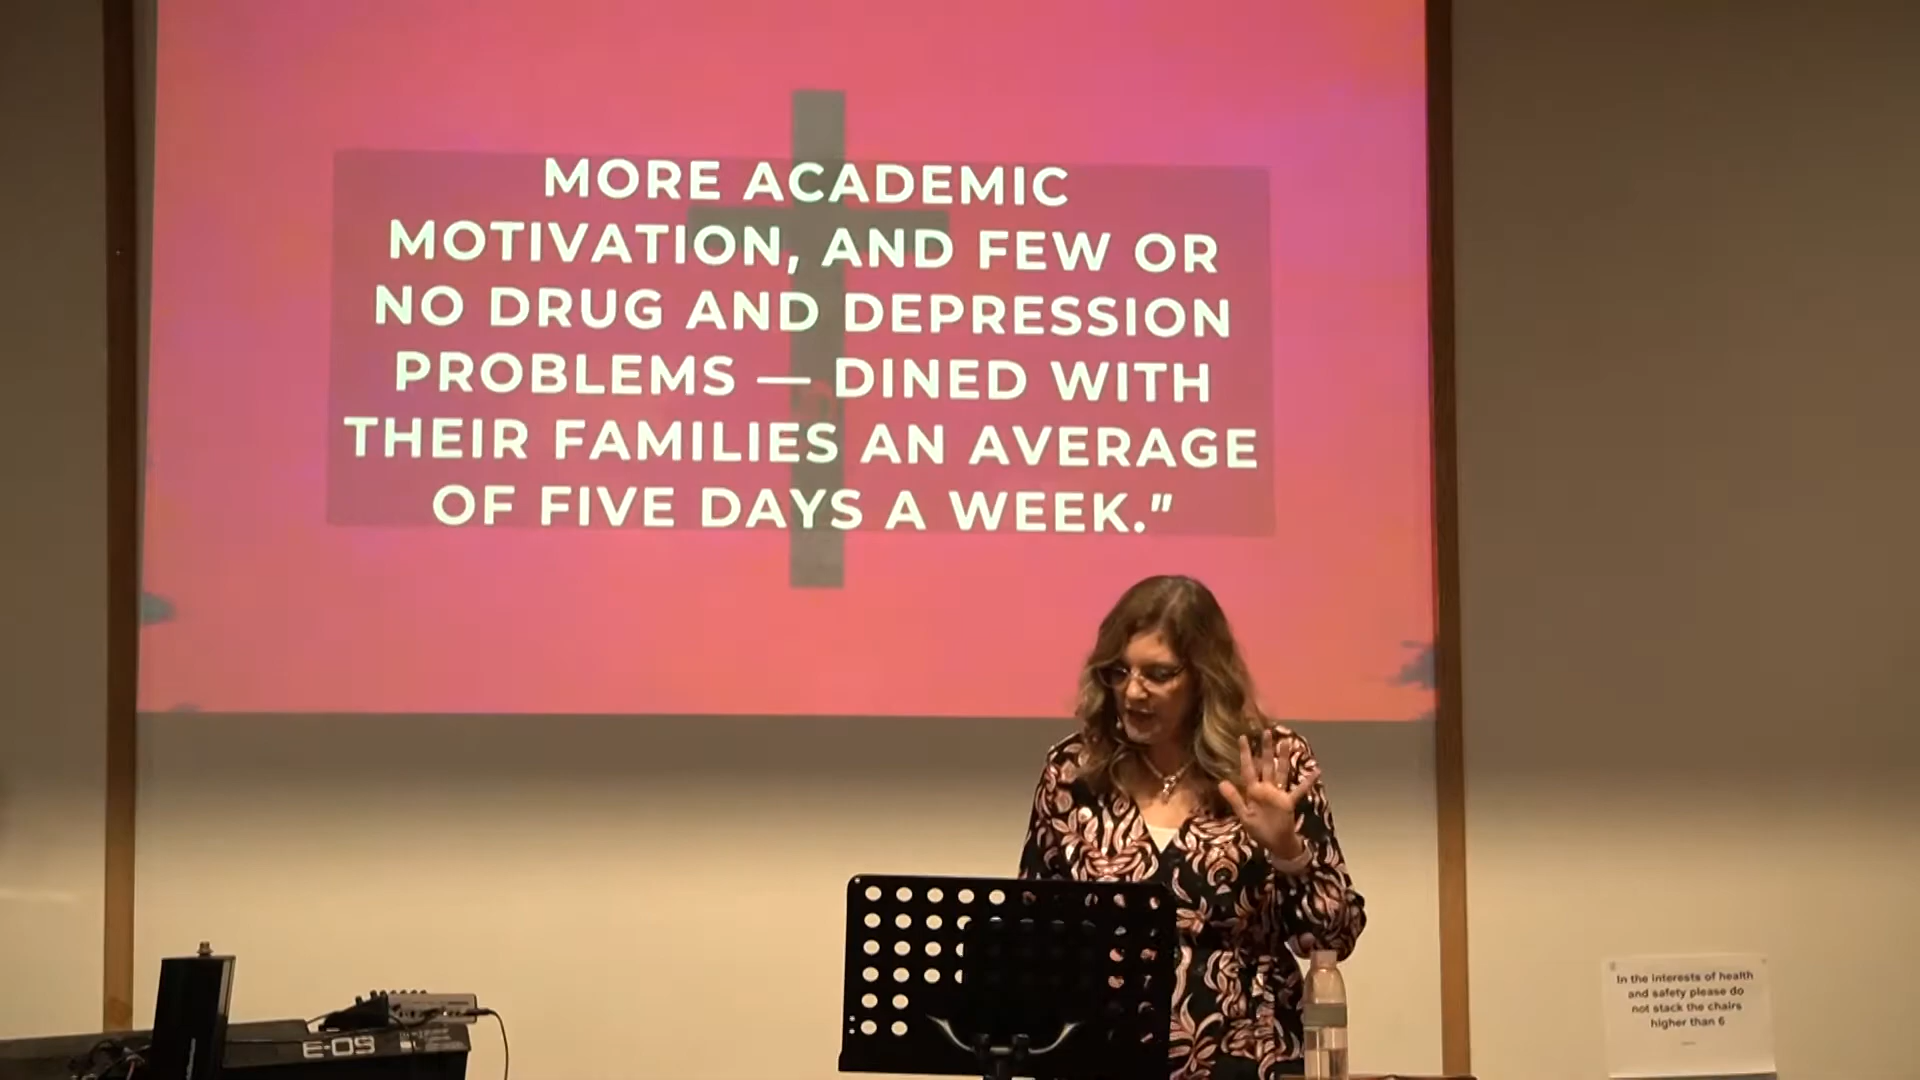 MORE ACADEMIC
MOTIVATION, AND FEW OR
NO DRUG AND DEPRESSION
PROBLEMS — DINED WITH
THEIR FAMILIES AN AVERAGE
OF FIVE DAYS A WEEK."
E-09
In the interests of health
and safety please do
not stack the chairs
higher than 6